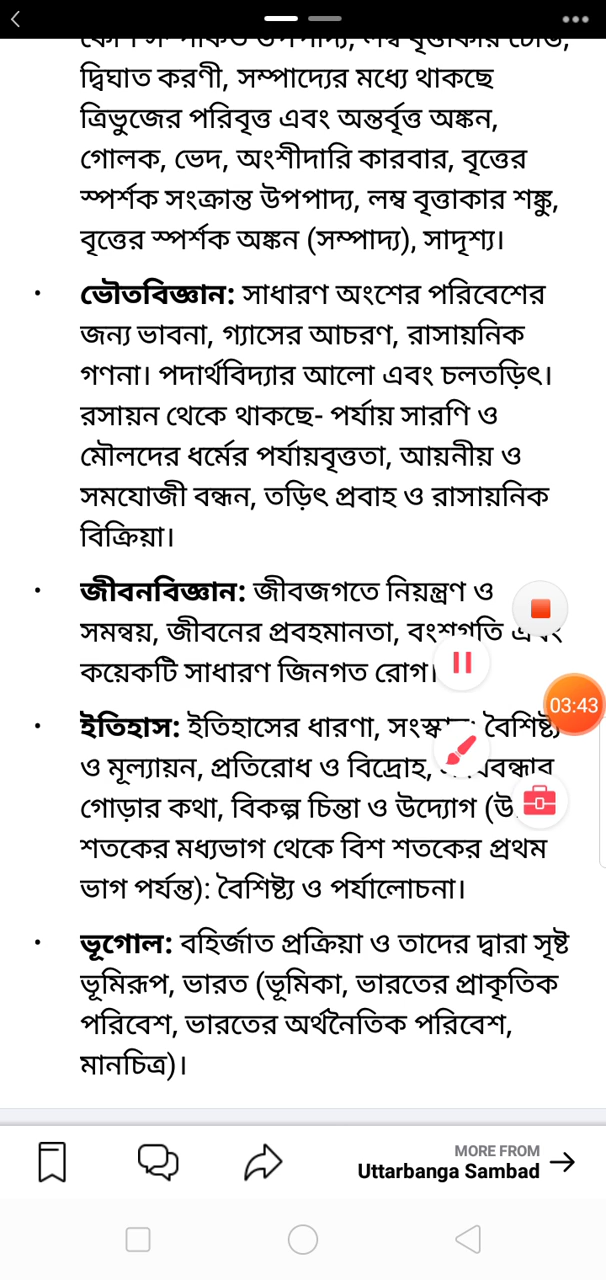 দ্বিঘাত করণী, সম্পাদ্যের মধ্যে থাকছে
ত্রিভুজের পরিবৃত্ত এবং অন্তর্বৃত্ত অঙ্কন,
গোলক, ভেদ, অংশীদারি কারবার, বৃত্তের
স্পর্শক সংক্রান্ত উপপাদ্য, লম্ব বৃত্তাকার শঙ্কু,
বৃত্তের স্পর্শক অঙ্কন (সম্পাদ্য), সাদৃশ্য।
· ভৌতবিজ্ঞান: সাধারণ অংশের পরিবেশের
জন্য ভাবনা, গ্যাসের আচরণ, রাসায়নিক
গণনা। পদার্থবিদ্যার আলো এবং চলতড়িৎ।
রসায়ন থেকে থাকছে- পর্যায় সারণি ও
মৌলদের ধর্মের পর্যায়বৃত্ততা, আয়নীয় ও
সমযোজী বন্ধন, তড়িৎ প্রবাহ ও রাসায়নিক
বিক্রিয়া।
· জীবনবিজ্ঞান: জীবজগতে নিয়ন্ত্রণ ও
সমন্বয়, জীবনের প্রবহমানতা, বংশগতি
কয়েকটি সাধারণ জিনগত রোগ।
03:43
· ইতিহাস: ইতিহাসের ধারণা, বৈশিষ্ট্য
ও মূল্যায়ন, প্রতিরোধ ও বিদ্রোহ,
গোড়ার কথা, বিকল্প চিন্তা ও উদ্যোগ
শতকের মধ্যভাগ থেকে বিশ শতকের প্রথম
ভাগ পর্যন্ত): বৈশিষ্ট্য ও পর্যালোচনা।
· ভূগোল: বহির্জাত প্রক্রিয়া ও তাদের দ্বারা সৃষ্ট
ভূমিরূপ, ভারত (ভূমিকা, ভারতের প্রাকৃতিক
পরিবেশ, ভারতের অর্থনৈতিক পরিবেশ,
মানচিত্র)।
MORE FROM
Uttarbanga Sambad